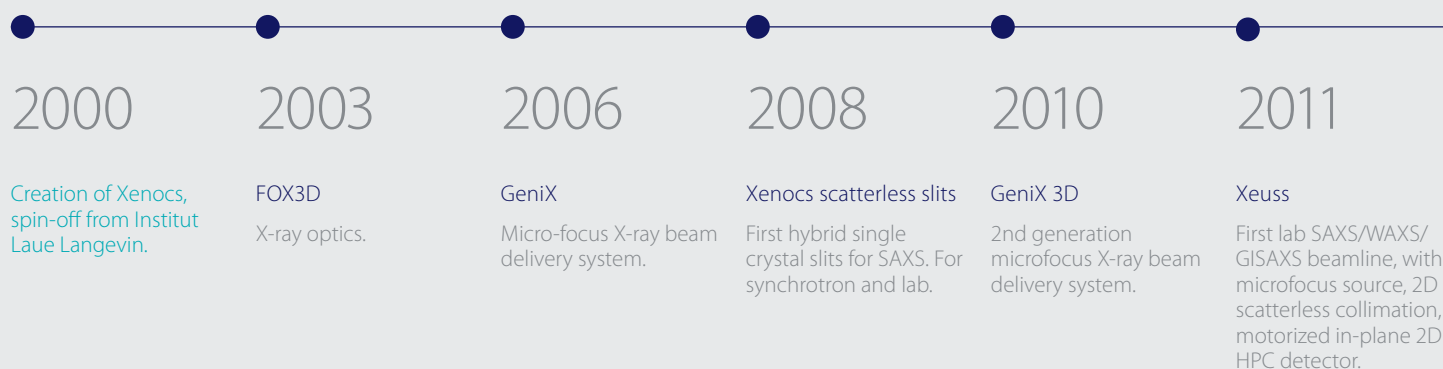 2000
Creation of Xenocs,
spin-off from Institut
Laue Langevin.
2003
FOX3D
X-ray optics.
2006
GeniX
Micro-focus X-ray beam
delivery system.
2008
Xenocs scatterless slits
First hybrid single
crystal slits for SAXS. For
synchrotron and lab.
2010
GeniX 3D
2nd generation
microfocus X-ray beam
delivery system.
2011
Xeuss
First lab SAXS/WAXS/
GISAXS beamline, with
microfocus source, 2D
scatterless collimation,
motorized in-plane 2D
HPC detector.